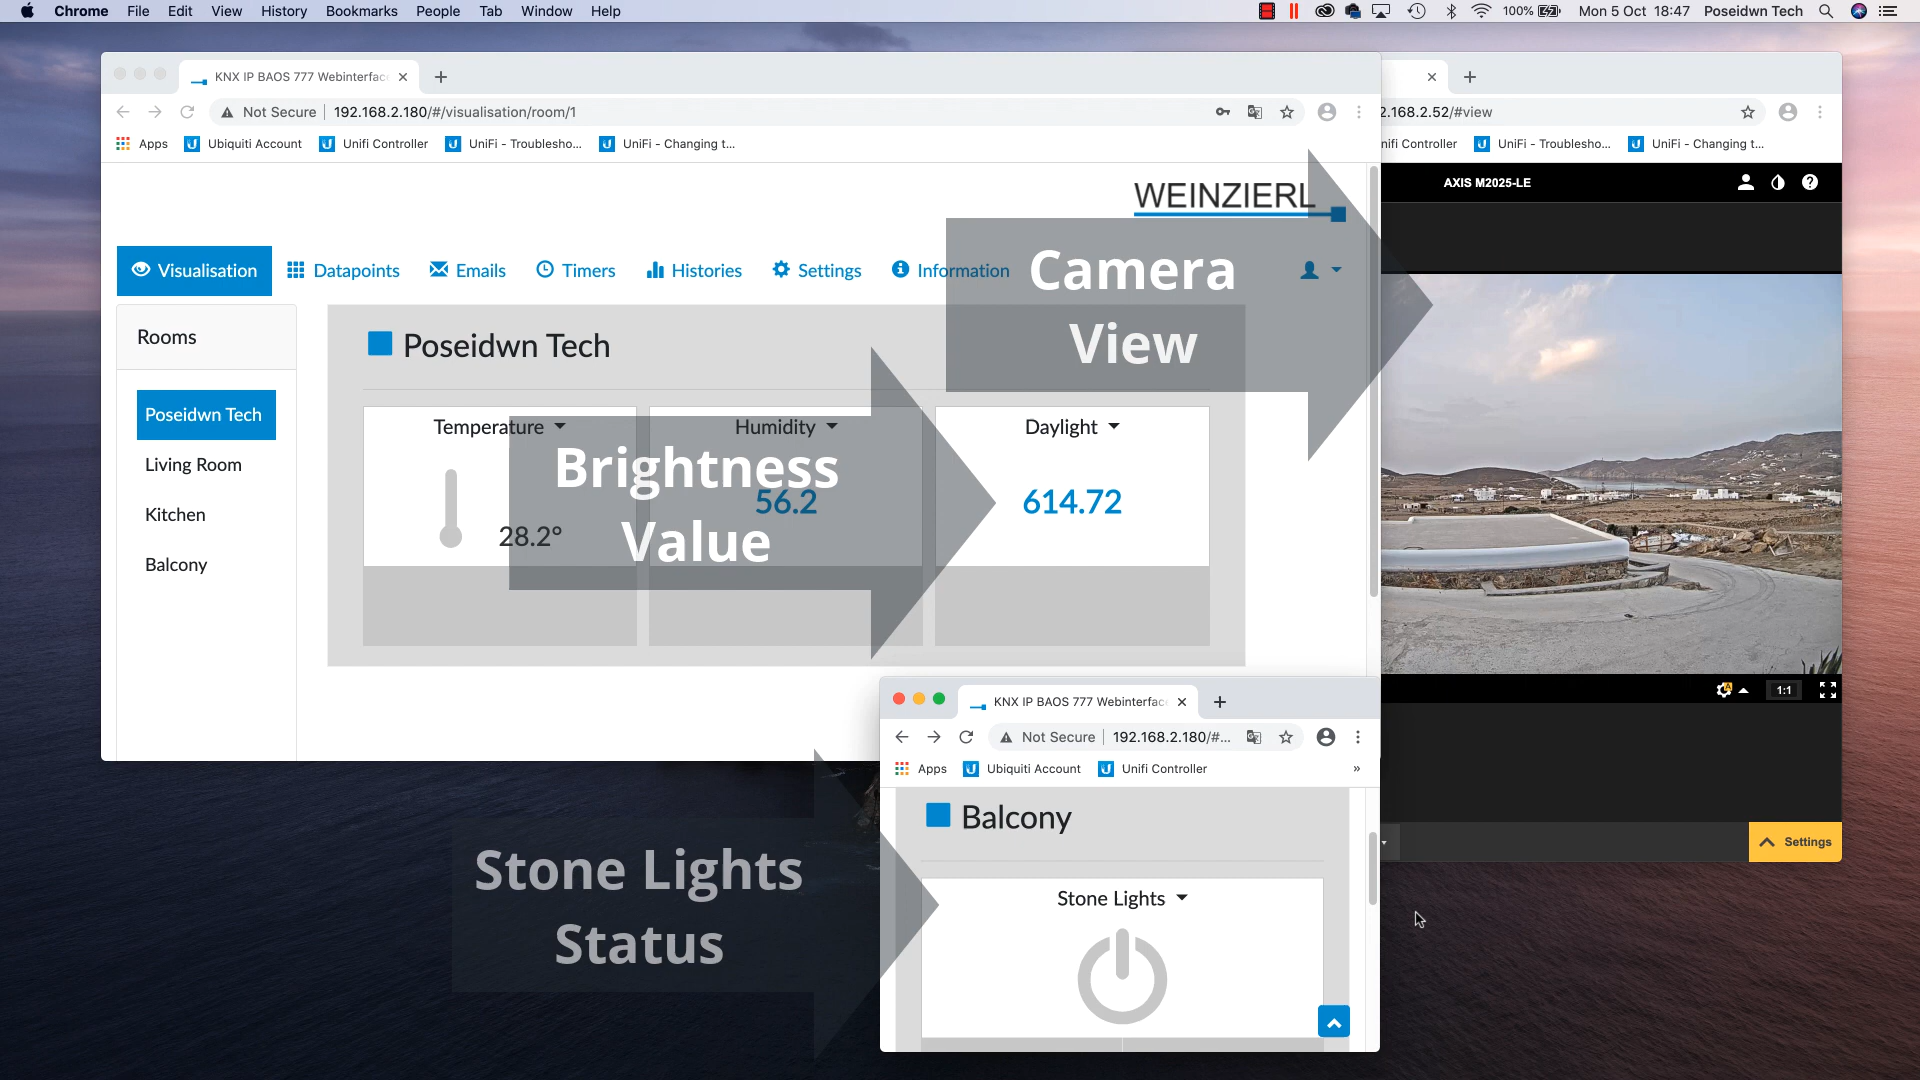 Chrome File Edit View History Bookmarks People Tab Window Help
100% Mon 5 Oct 18:47 Poseidwn Tech
KNX IP BAOS 777 Webinterfac
Not Secure 192.168.2.180/#/visualisation/room/1
2.168.2.52/#view
Apps Ubiquiti Account Unifi Controller UniFi - Troublesho... UniFi - Changing t...
nifi Controller UniFi - Troublesho... UniFi - Changing t...
WEINZIERL
AXIS M2025-LE
Visualisation Datapoints Emails Timers Histories Settings Information
Camera
View
Rooms
Poseidwn Tech
Living Room
Kitchen
Balcony
Poseidwn Tech
Temperature
28.2°
Humidity
56.2
Daylight
614.72
Brightness
Value
1:1
Settings
KNX IP BAOS 777 Webinterfac
Not Secure 192.168.2.180/#...
Apps Ubiquiti Account Unifi Controller »
Balcony
Stone Lights
Stone Lights
Status